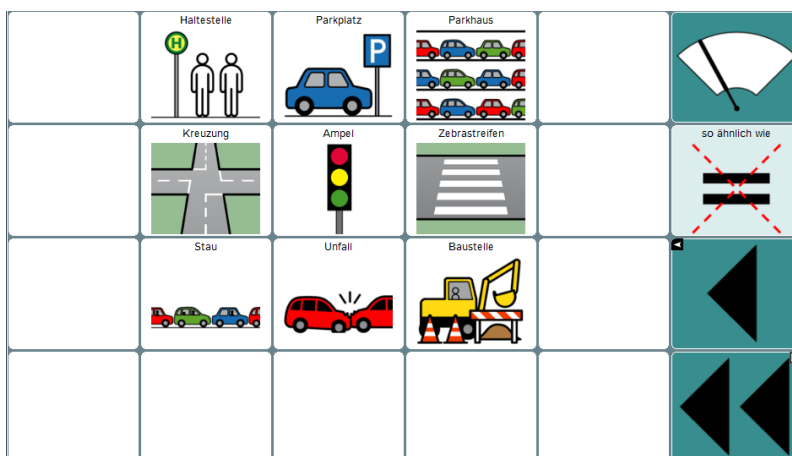 Haltestelle
Parkplatz
Parkhaus
H
P
Kreuzung
Ampel
Zebrastreifen
so ähnlich wie
Stau
Unfall
Baustelle